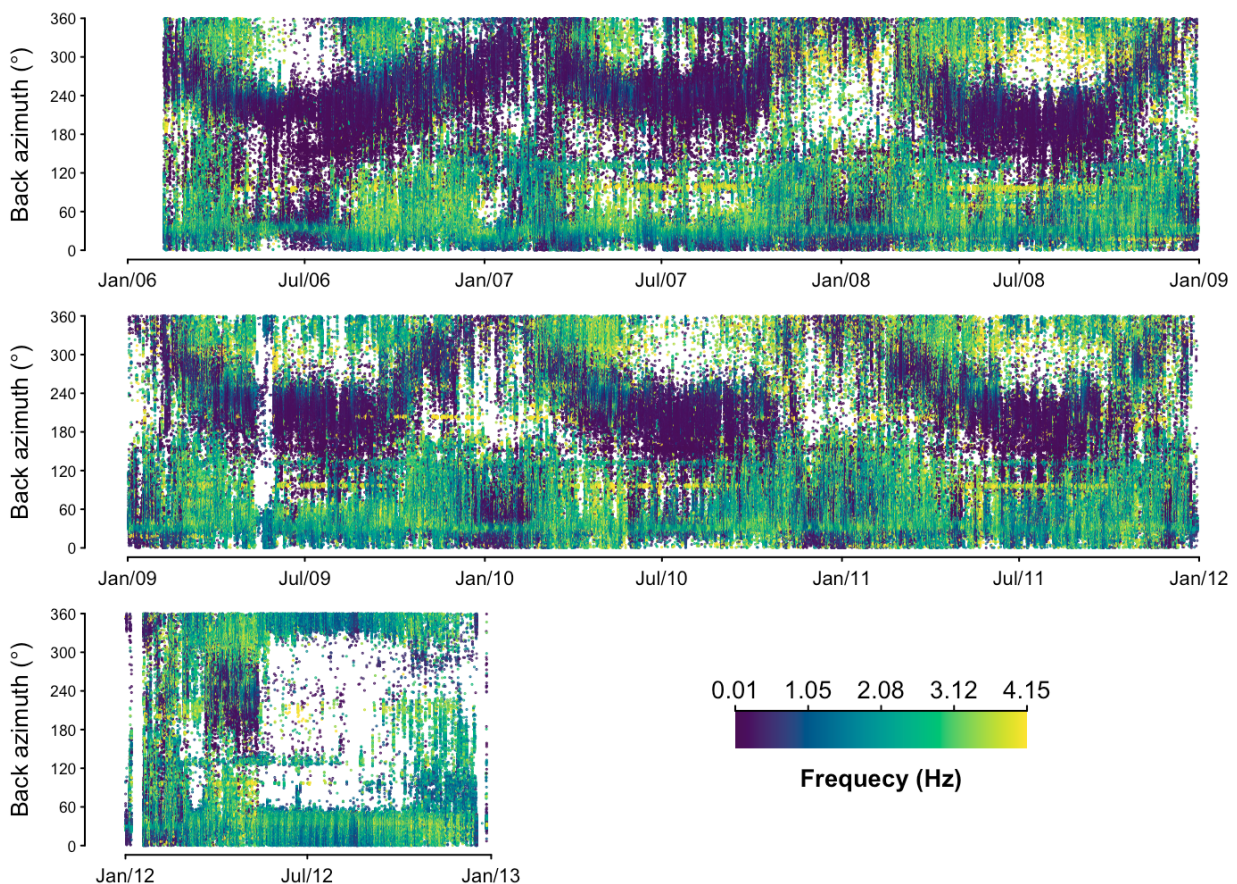 Back azimuth (°)
360
300
240
180
120
60
0
Jan/06 Jul/06 Jan/07 Jul/07 Jan/08 Jul/08 Jan/09
Back azimuth (°)
360
300
240
180
120
60
0
Jan/09 Jul/09 Jan/10 Jul/10 Jan/11 Jul/11 Jan/12
Back azimuth (°)
360
300
240
180
120
60
0
Jan/12 Jul/12 Jan/13
0.01 1.05 2.08 3.12 4.15
Frequecy (Hz)